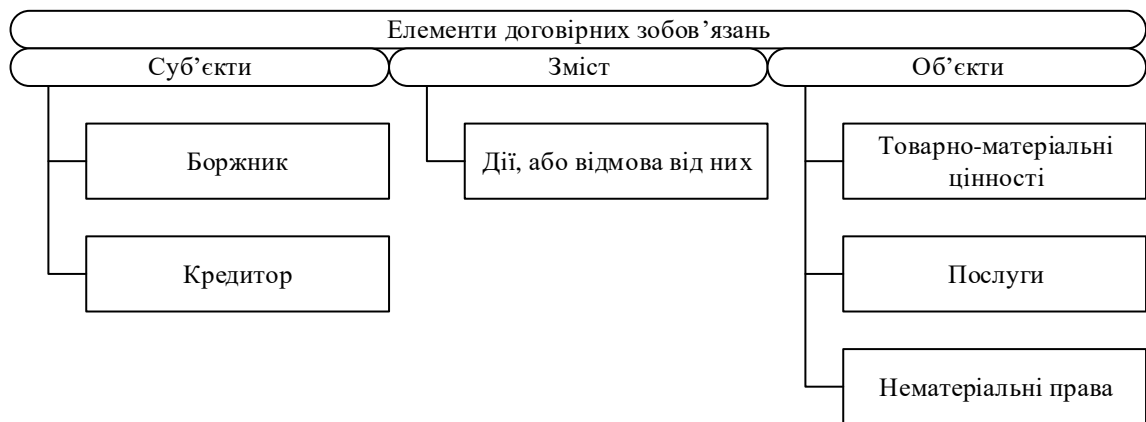 Елементи договірних зобов’язань
Суб’єкти
Зміст
Об’єкти
Боржник
Дії, або відмова від них
Товарно-матеріальні
цінності
Кредитор
Послуги
Нематеріальні права